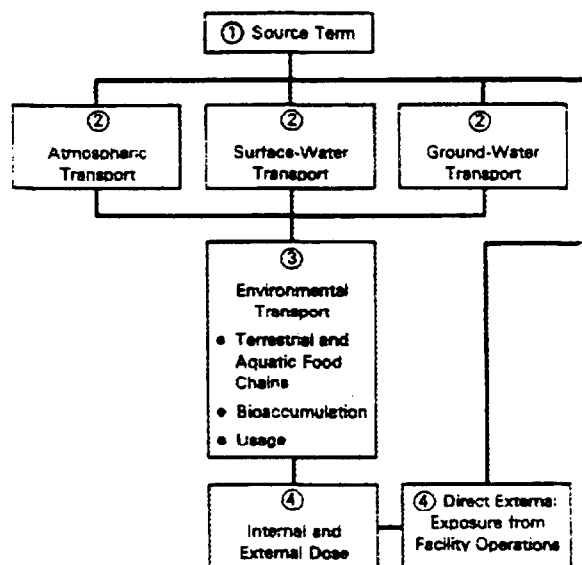 ① Source Term
②
Atmospheric
Transport
②
Surface-Water
Transport
②
Ground-Water
Transport
③
Environmental
Transport
• Terrestrial and
Aquatic Food
Chains
• Bioaccumulation
• Usage
④
Internal and
External Dose
④ Direct External
Exposure from
Facility Operations